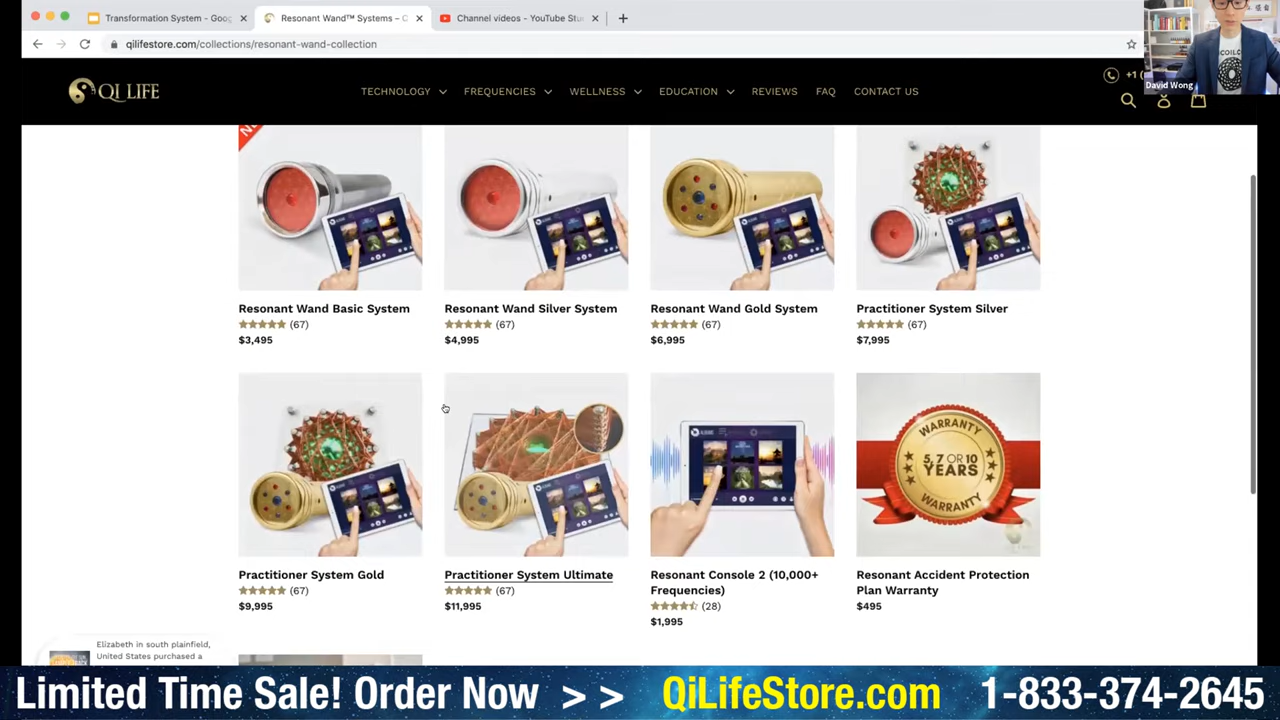 Transformation System - Goog
Resonant Wand™ Systems – Q
Channel videos - YouTube Stu
qilifestore.com/collections/resonant-wand-collection
David Wong
QI LIFE
TECHNOLOGY
FREQUENCIES
WELLNESS
EDUCATION
REVIEWS
FAQ
CONTACT US
+1 (
Resonant Wand Basic System
(67)
$3,495
Resonant Wand Silver System
(67)
$4,995
Resonant Wand Gold System
(67)
$6,995
Practitioner System Silver
(67)
$7,995
WARRANTY
5, 7 OR 10
YEARS
WARRANTY
Practitioner System Gold
(67)
$9,995
Practitioner System Ultimate
(67)
$11,995
Resonant Console 2 (10,000+
Frequencies)
(28)
$1,995
Resonant Accident Protection
Plan Warranty
$495
Elizabeth in south plainfield,
United States purchased a
Limited Time Sale! Order Now > > QiLifeStore.com 1-833-374-2645